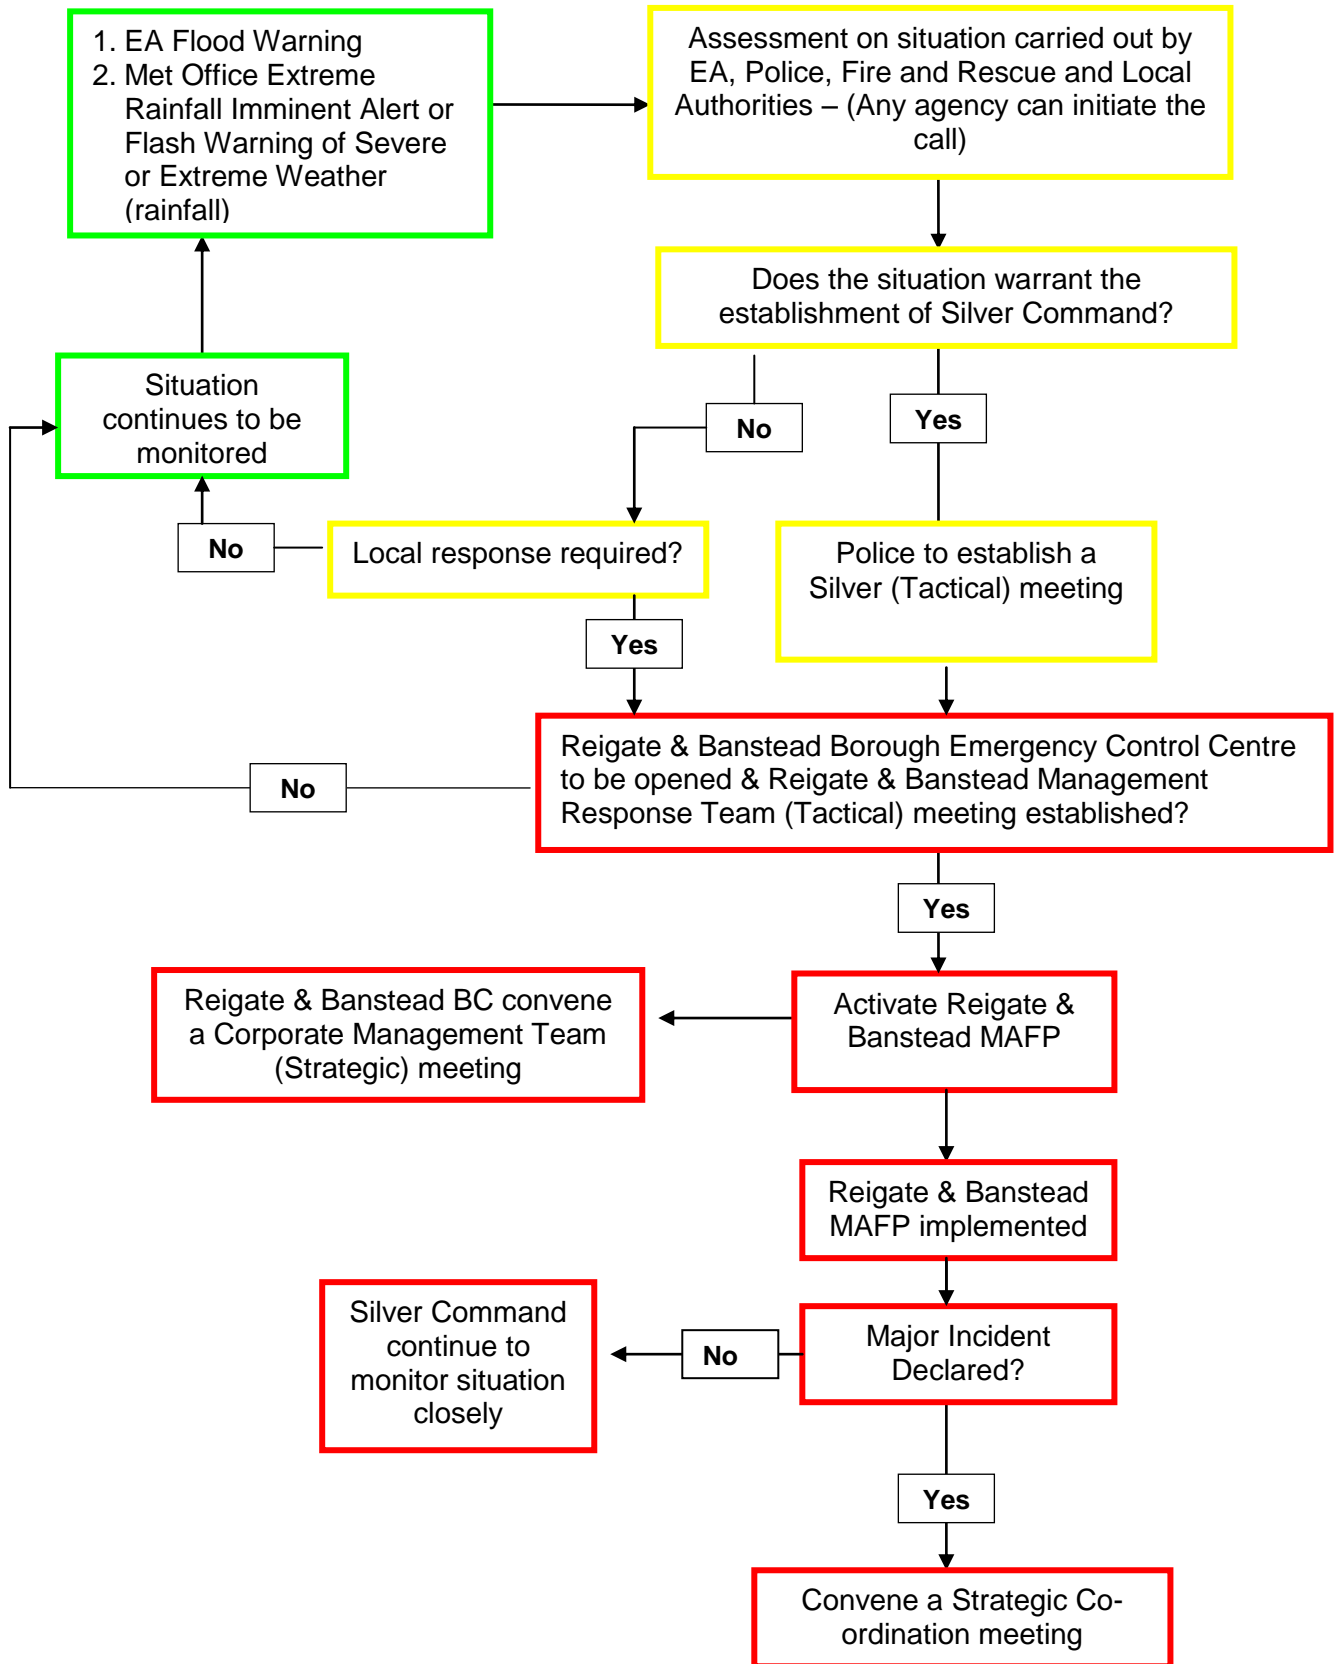 1. EA Flood Warning
2. Met Office Extreme
Rainfall Imminent Alert or
Flash Warning of Severe
or Extreme Weather
(rainfall)
Assessment on situation carried out by
EA, Police, Fire and Rescue and Local
Authorities – (Any agency can initiate the
call)
Does the situation warrant the
establishment of Silver Command?
Situation
continues to be
monitored
No
Yes
No
Local response required?
Police to establish a
Silver (Tactical) meeting
Yes
Reigate & Banstead Borough Emergency Control Centre
to be opened & Reigate & Banstead Management
Response Team (Tactical) meeting established?
No
Yes
Reigate & Banstead BC convene
a Corporate Management Team
(Strategic) meeting
Activate Reigate &
Banstead MAFP
Reigate & Banstead
MAFP implemented
Silver Command
continue to
monitor situation
closely
No
Major Incident
Declared?
Yes
Convene a Strategic Co-
ordination meeting